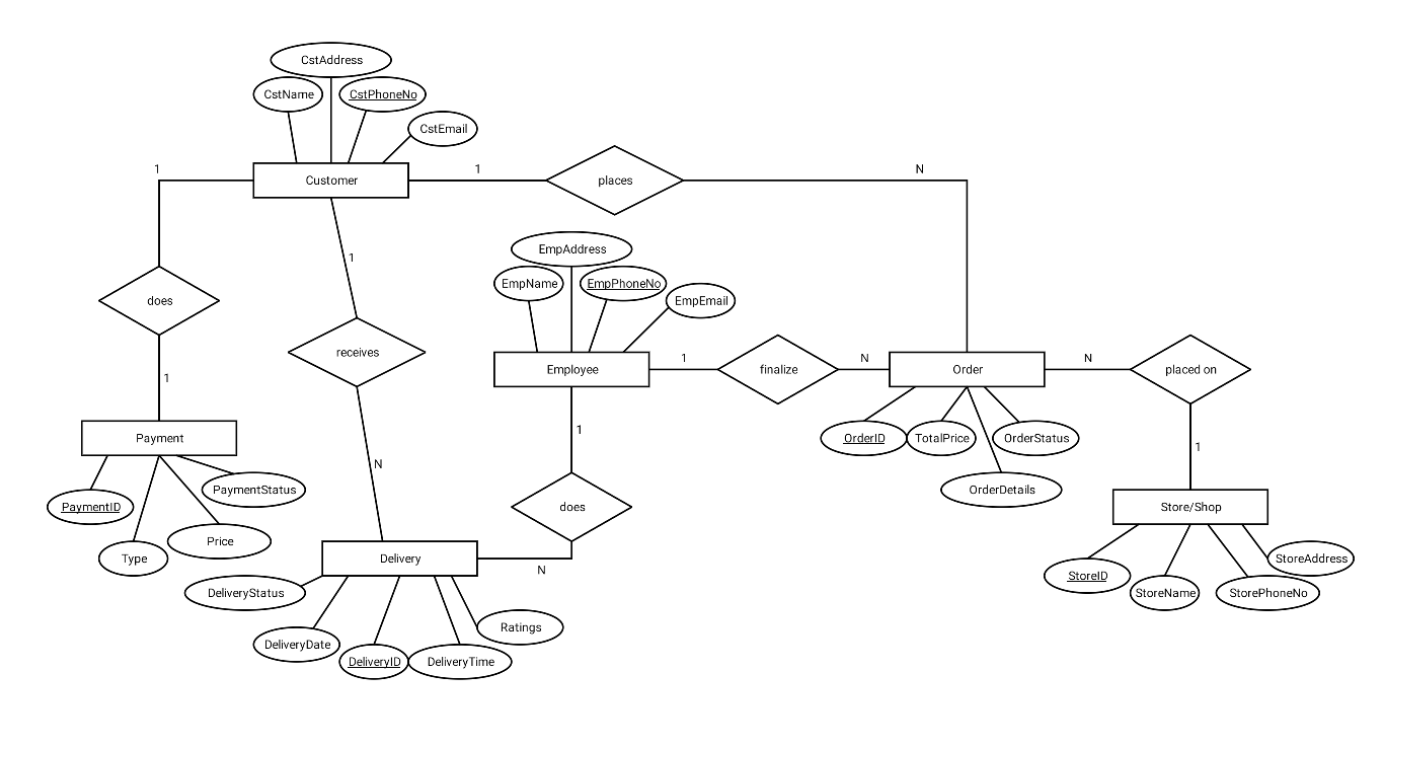 CstAddress
CstName
CstPhoneNo
CstEmail
1
Customer
1
places
N
EmpAddress
1
EmpName
EmpPhoneNo
EmpEmail
does
receives
Employee
1
finalize
N
Order
N
placed on
1
Payment
1
OrderID
TotalPrice
OrderStatus
1
N
PaymentStatus
OrderDetails
PaymentID
does
Store/Shop
Price
Type
Delivery
N
StoreAddress
StoreID
DeliveryStatus
StoreName
StorePhoneNo
Ratings
DeliveryDate
DeliveryID
DeliveryTime